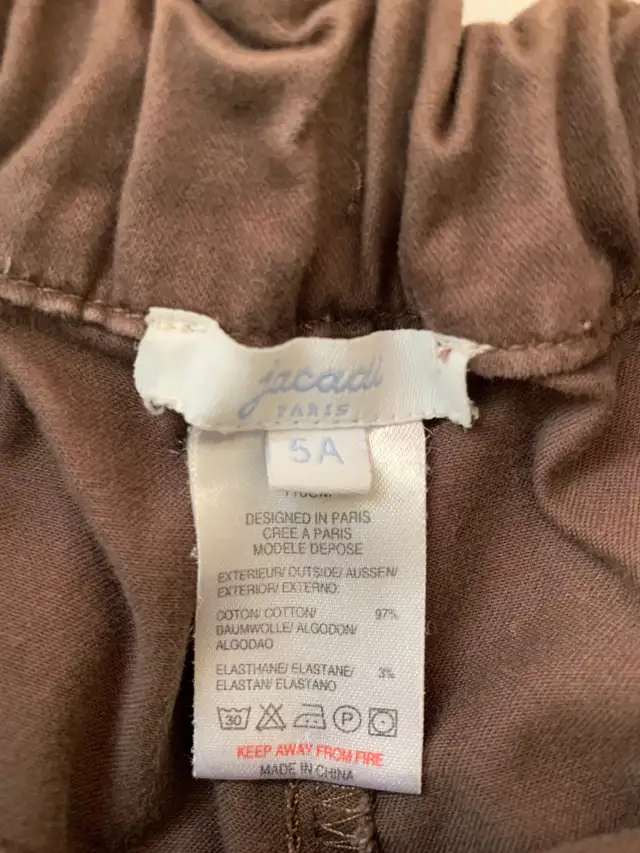 jacadi
PARIS
5A
110CM
DESIGNED IN PARIS
CREE A PARIS
MODELE DEPOSE
EXTERIEUR/ OUTSIDE/ AUSSEN/
EXTERIOR/ EXTERNO:
COTON/ COTTON/ 97%
BAUMWOLLE/ ALGODON/
ALGODAO
ELASTHANE/ ELASTANE/ 3%
ELASTAN/ ELASTANO
30 P
KEEP AWAY FROM FIRE
MADE IN CHINA